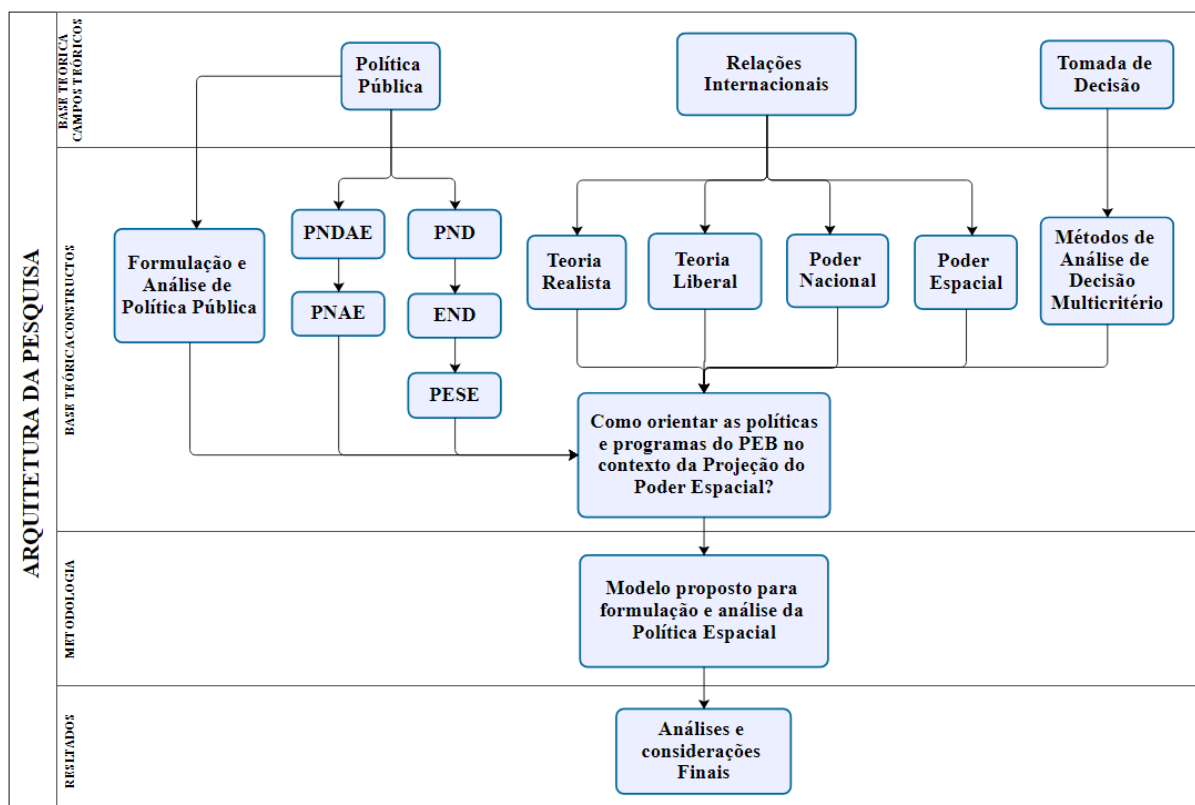 ARQUITETURA DA PESQUISA
BASE TEÓRICA
CAMPOS TEÓRICOS
Política
Pública
Relações
Internacionais
Tomada de
Decisão
BASE TEÓRICA CONSTRUCTOS
Formulação e
Análise de
Política Pública
PNDAE
PNAE
PND
END
PESE
Teoria
Realista
Teoria
Liberal
Poder
Nacional
Poder
Espacial
Métodos de
Análise de
Decisão
Multicritério
Como orientar as políticas
e programas do PEB no
contexto da Projeção do
Poder Espacial?
METODOLOGIA
Modelo proposto para
formulação e análise da
Política Espacial
RESULTADOS
Análises e
considerações
Finais